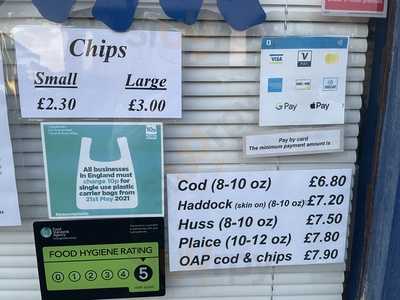 Chips
Small Large
£2.30 £3.00
VISA V
G Pay Pay
Pay by card
The minimum payment amount is
10p
All businesses
in England must
charge 10p for
single use plastic
carrier bags from
21st May 2021
Cod (8-10 oz) £6.80
Haddock (skin on) (8-10 oz) £7.20
Huss (8-10 oz) £7.50
Plaice (10-12 oz) £7.80
OAP cod & chips £7.90
Food
Standards
Agency
FOOD HYGIENE RATING
0 1 2 3 4 5